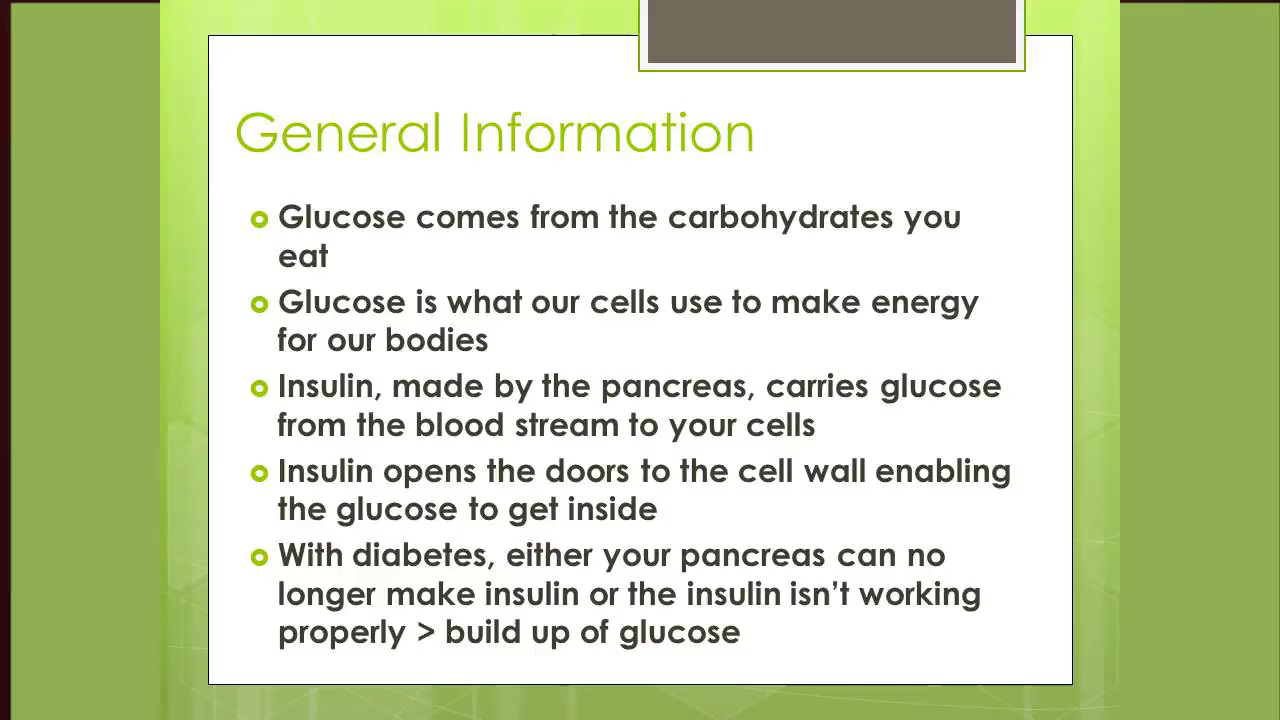 General Information
Glucose comes from the carbohydrates you
eat
Glucose is what our cells use to make energy
for our bodies
Insulin, made by the pancreas, carries glucose
from the blood stream to your cells
Insulin opens the doors to the cell wall enabling
the glucose to get inside
With diabetes, either your pancreas can no
longer make insulin or the insulin isn’t working
properly > build up of glucose